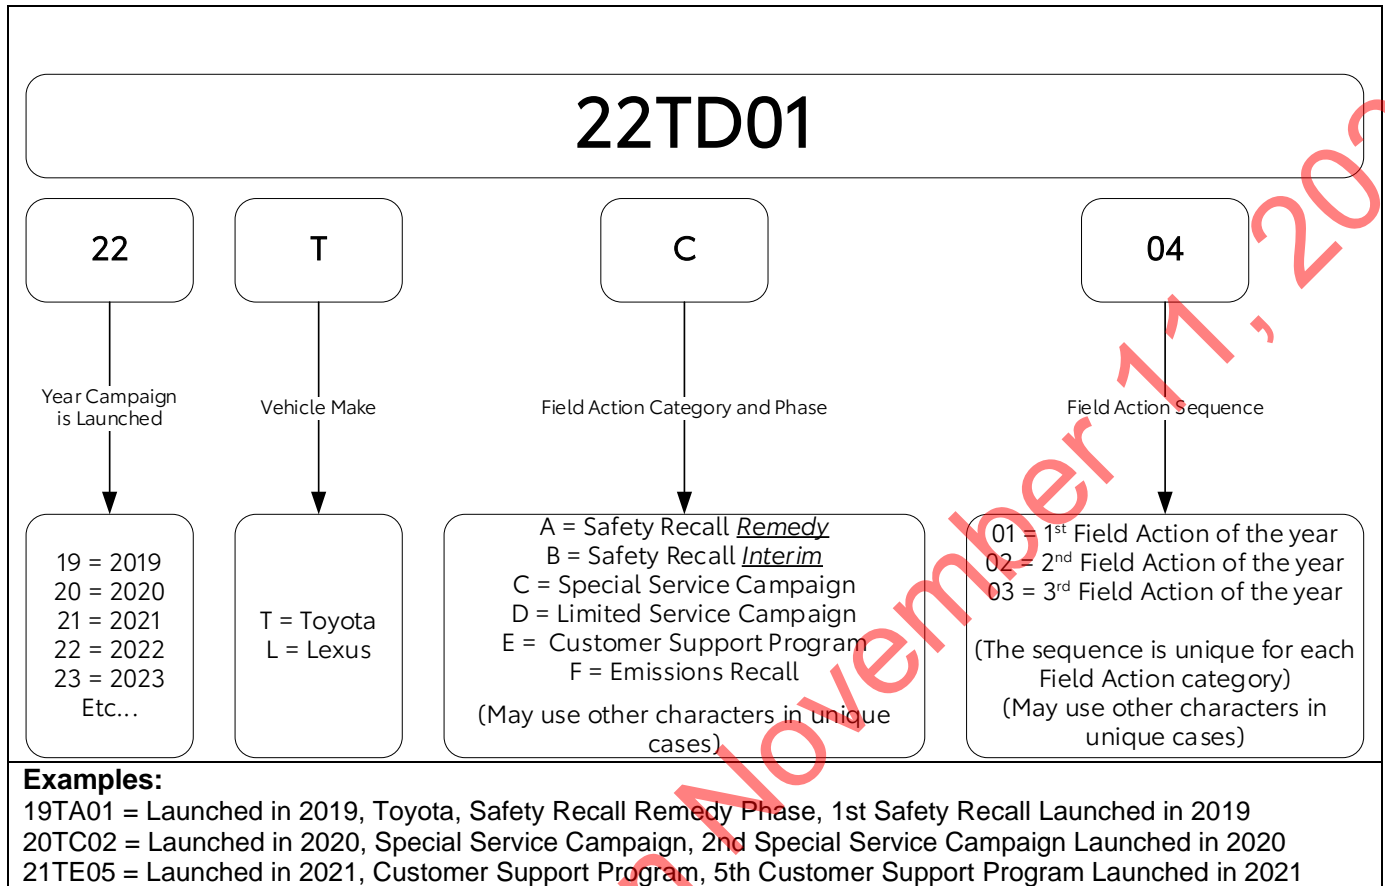 22TD01
22
T
C
04
Year Campaign
is Launched
Vehicle Make
Field Action Category and Phase
Field Action Sequence
19 = 2019
20 = 2020
21 = 2021
22 = 2022
23 = 2023
Etc...
T = Toyota
L = Lexus
A = Safety Recall Remedy
B = Safety Recall Interim
C = Special Service Campaign
D = Limited Service Campaign
E = Customer Support Program
F = Emissions Recall
(May use other characters in unique
cases)
01 = 1st Field Action of the year
02 = 2nd Field Action of the year
03 = 3rd Field Action of the year
(The sequence is unique for each
Field Action category)
(May use other characters in
unique cases)
Examples:
19TA01 = Launched in 2019, Toyota, Safety Recall Remedy Phase, 1st Safety Recall Launched in 2019
20TC02 = Launched in 2020, Special Service Campaign, 2nd Special Service Campaign Launched in 2020
21TE05 = Launched in 2021, Customer Support Program, 5th Customer Support Program Launched in 2021
November 11,